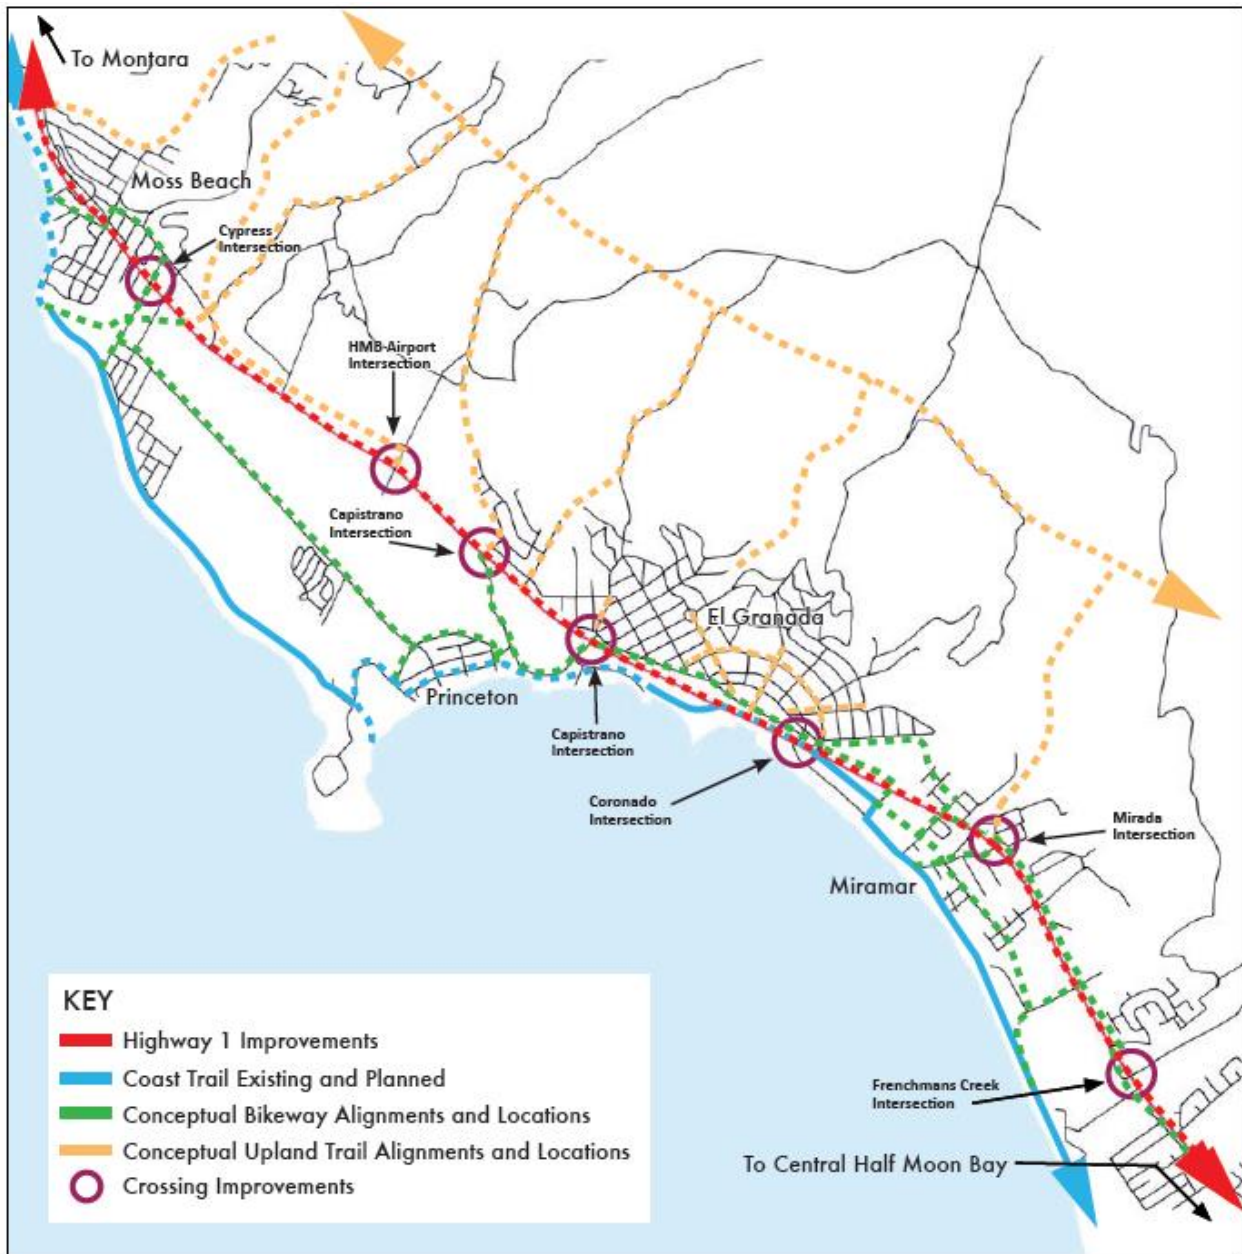 To Montara
Moss Beach
Cypress
Intersection
HMB-Airport
Intersection
Capistrano
Intersection
El Granada
Princeton
Capistrano
Intersection
Coronado
Intersection
Mirada
Intersection
Miramar
Frenchmans Creek
Intersection
To Central Half Moon Bay
KEY
Highway 1 Improvements
Coast Trail Existing and Planned
Conceptual Bikeway Alignments and Locations
Conceptual Upland Trail Alignments and Locations
Crossing Improvements